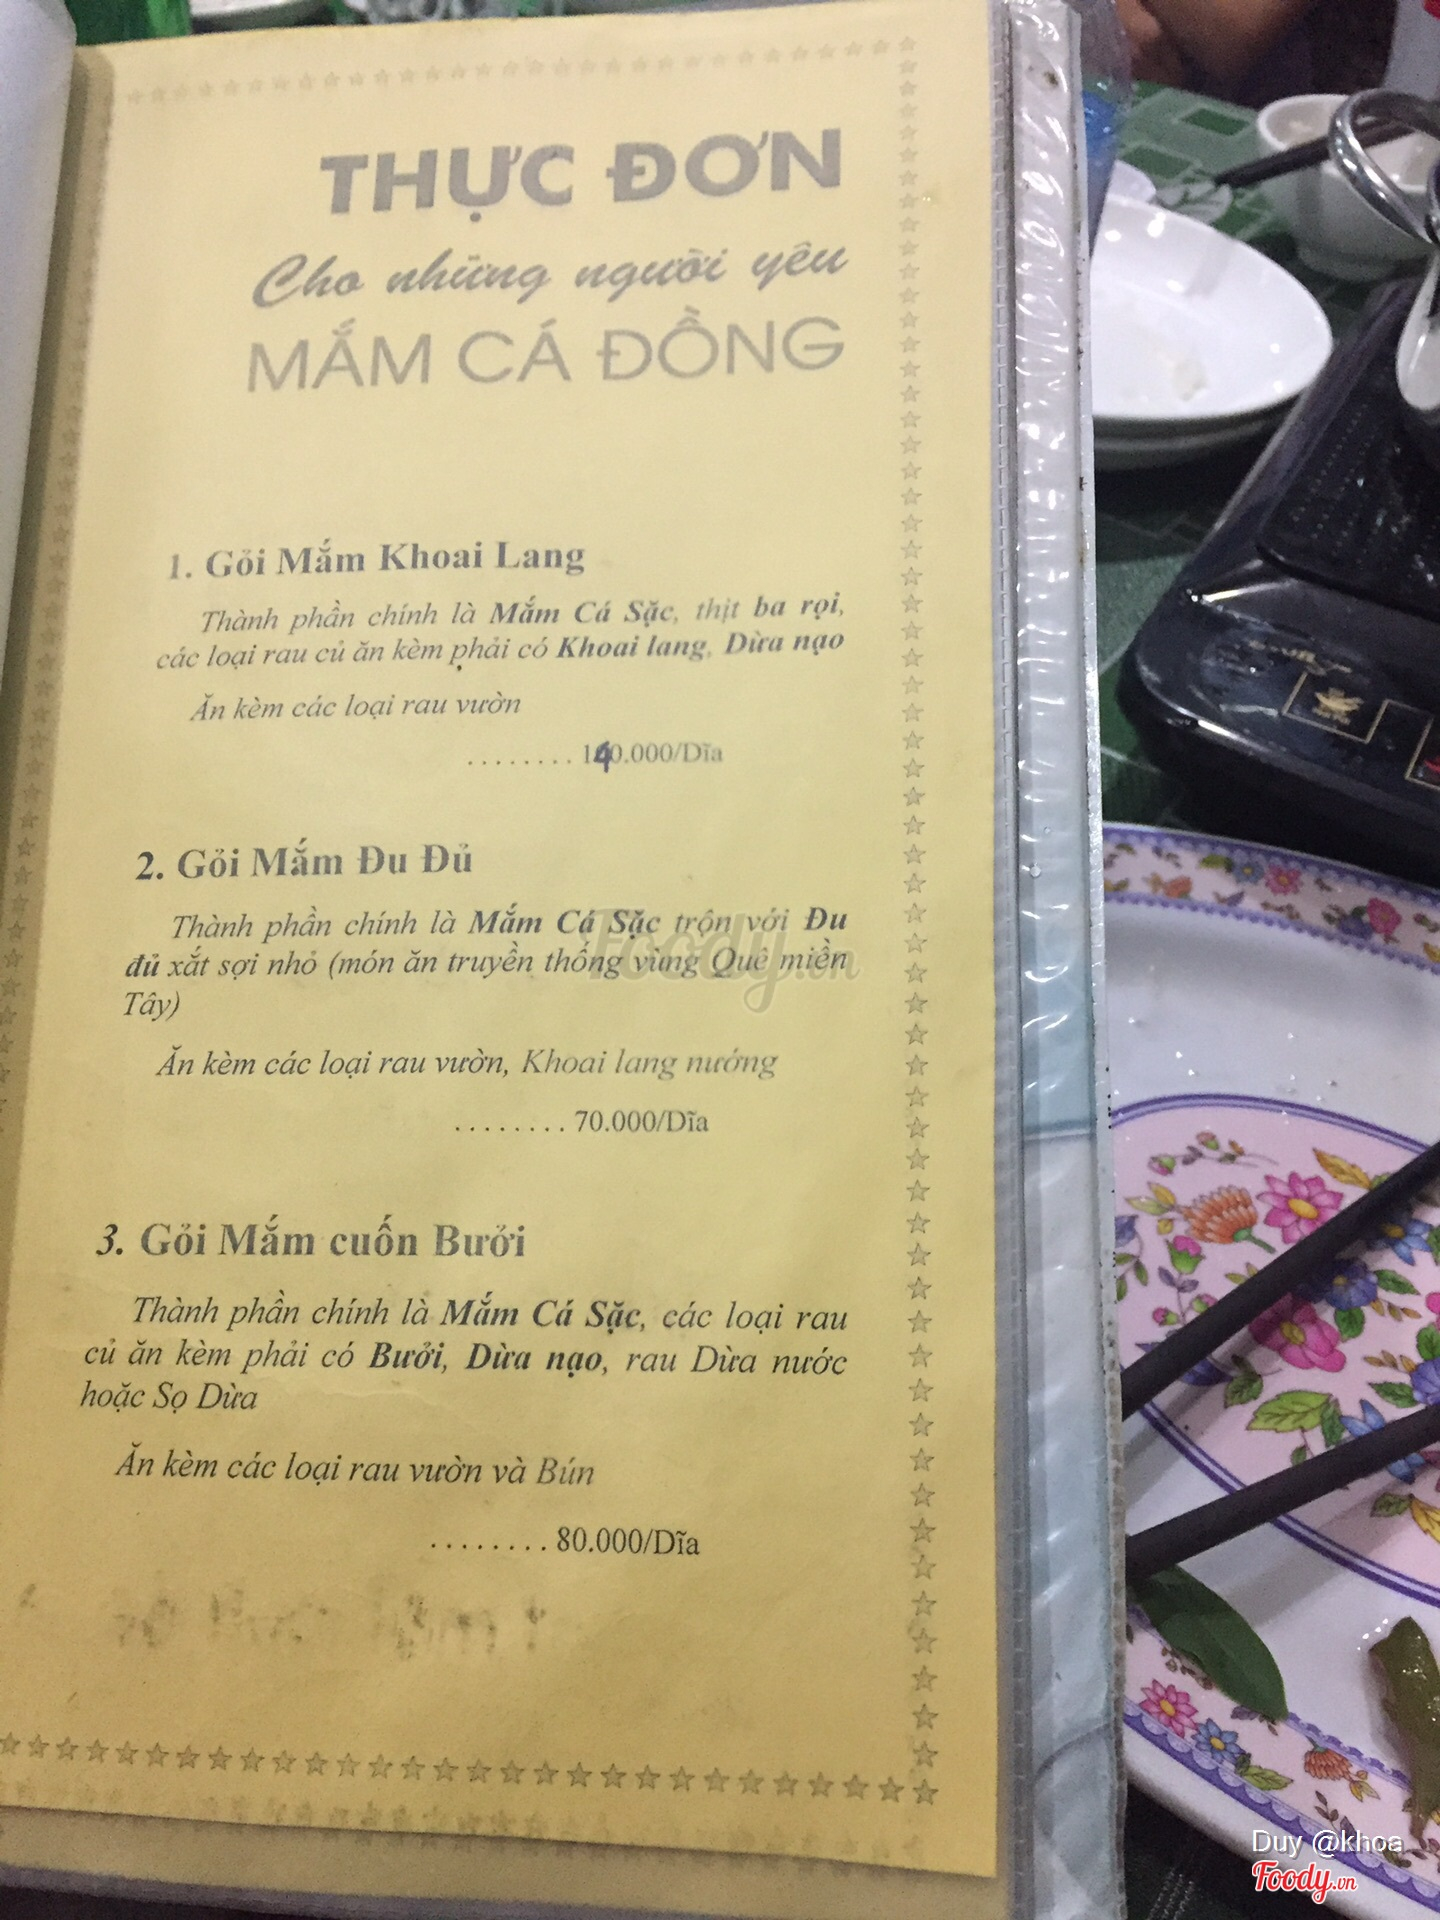 THỰC ĐƠN
Cho những người yêu
MẮM CÁ ĐỒNG
1. Gỏi Mắm Khoai Lang
Thành phần chính là Mắm Cá Sặc, thịt ba rọi,
các loại rau củ ăn kèm phải có Khoai lang, Dừa nạo
Ăn kèm các loại rau vườn
........ 140.000/Dĩa
2. Gỏi Mắm Đu Đủ
Thành phần chính là Mắm Cá Sặc trộn với Đu
đủ xắt sợi nhỏ (món ăn truyền thống vùng Quê miền
Tây)
Ăn kèm các loại rau vườn, Khoai lang nướng
........ 70.000/Dĩa
3. Gỏi Mắm cuốn Bưởi
Thành phần chính là Mắm Cá Sặc, các loại rau
củ ăn kèm phải có Bưởi, Dừa nạo, rau Dừa nước
hoặc Sọ Dừa
Ăn kèm các loại rau vườn và Bún
........ 80.000/Dĩa
Foody.vn
Duy @khoa
Foody.vn